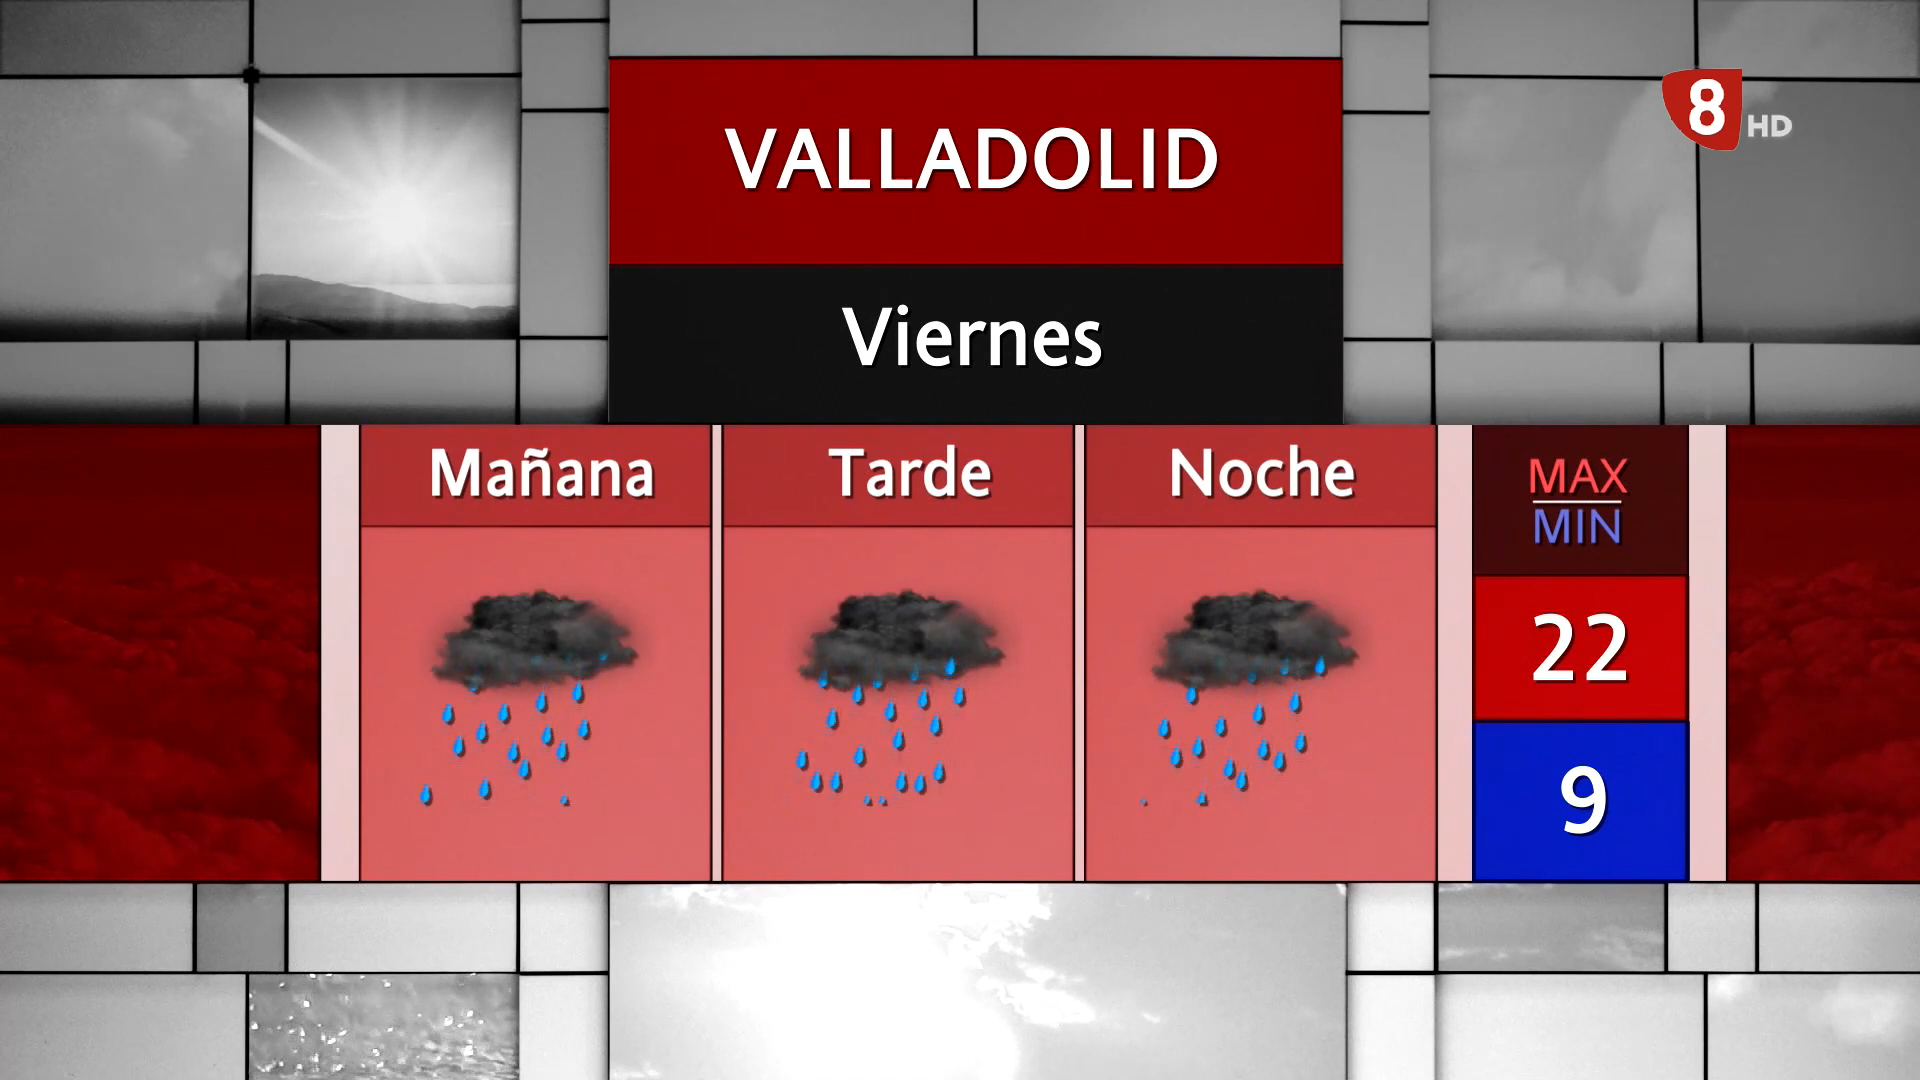 8 HD
VALLADOLID
Viernes
Mañana
Tarde
Noche
MAX
MIN
22
9